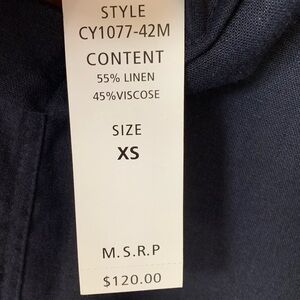 STYLE
CY1077-42M
CONTENT
55% LINEN
45%VISCOSE
SIZE
XS
M.S.R.P
$120.00